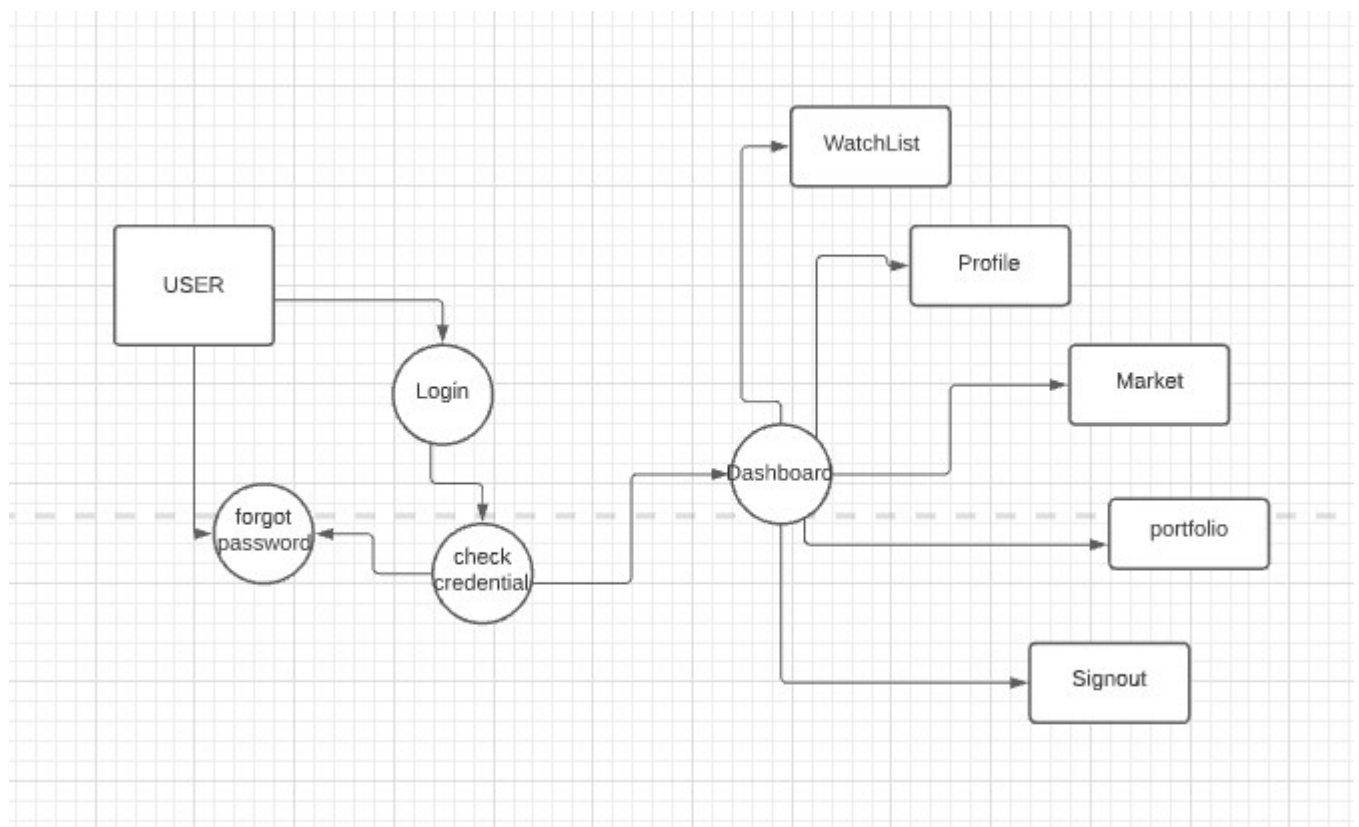 WatchList
USER
Profile
Login
Market
Dashboard
forgot
password
check
credential
portfolio
Signout